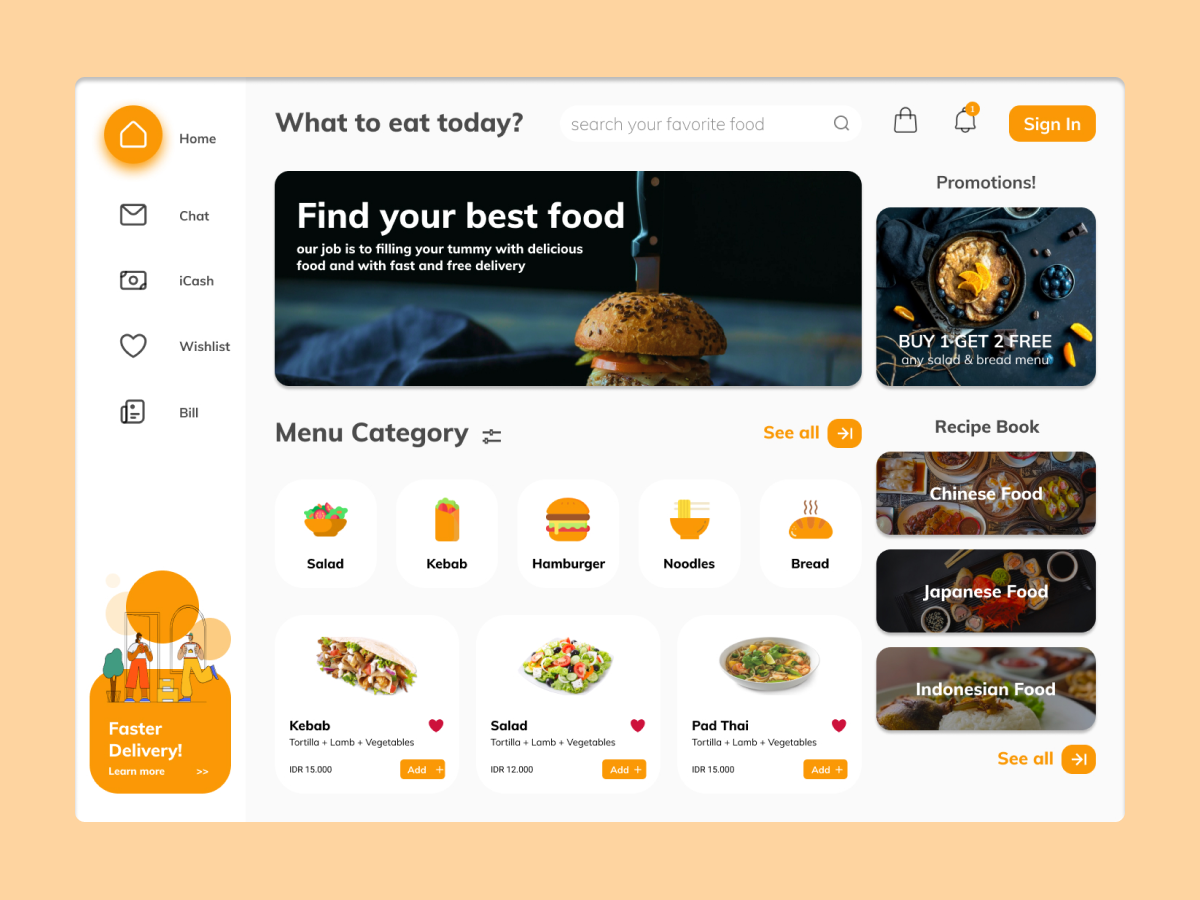 Home
Chat
iCash
Wishlist
Bill
Faster
Delivery!
Learn more >>
What to eat today?
search your favorite food
1
Sign In
Find your best food
our job is to filling your tummy with delicious
food and with fast and free delivery
Menu Category
See all
Salad
Kebab
Hamburger
Noodles
Bread
Kebab
Tortilla + Lamb + Vegetables
IDR 15.000
Add +
Salad
Tortilla + Lamb + Vegetables
IDR 12.000
Add +
Pad Thai
Tortilla + Lamb + Vegetables
IDR 15.000
Add +
Promotions!
BUY 1 GET 2 FREE
any salad & bread menu
Recipe Book
Chinese Food
Japanese Food
Indonesian Food
See all